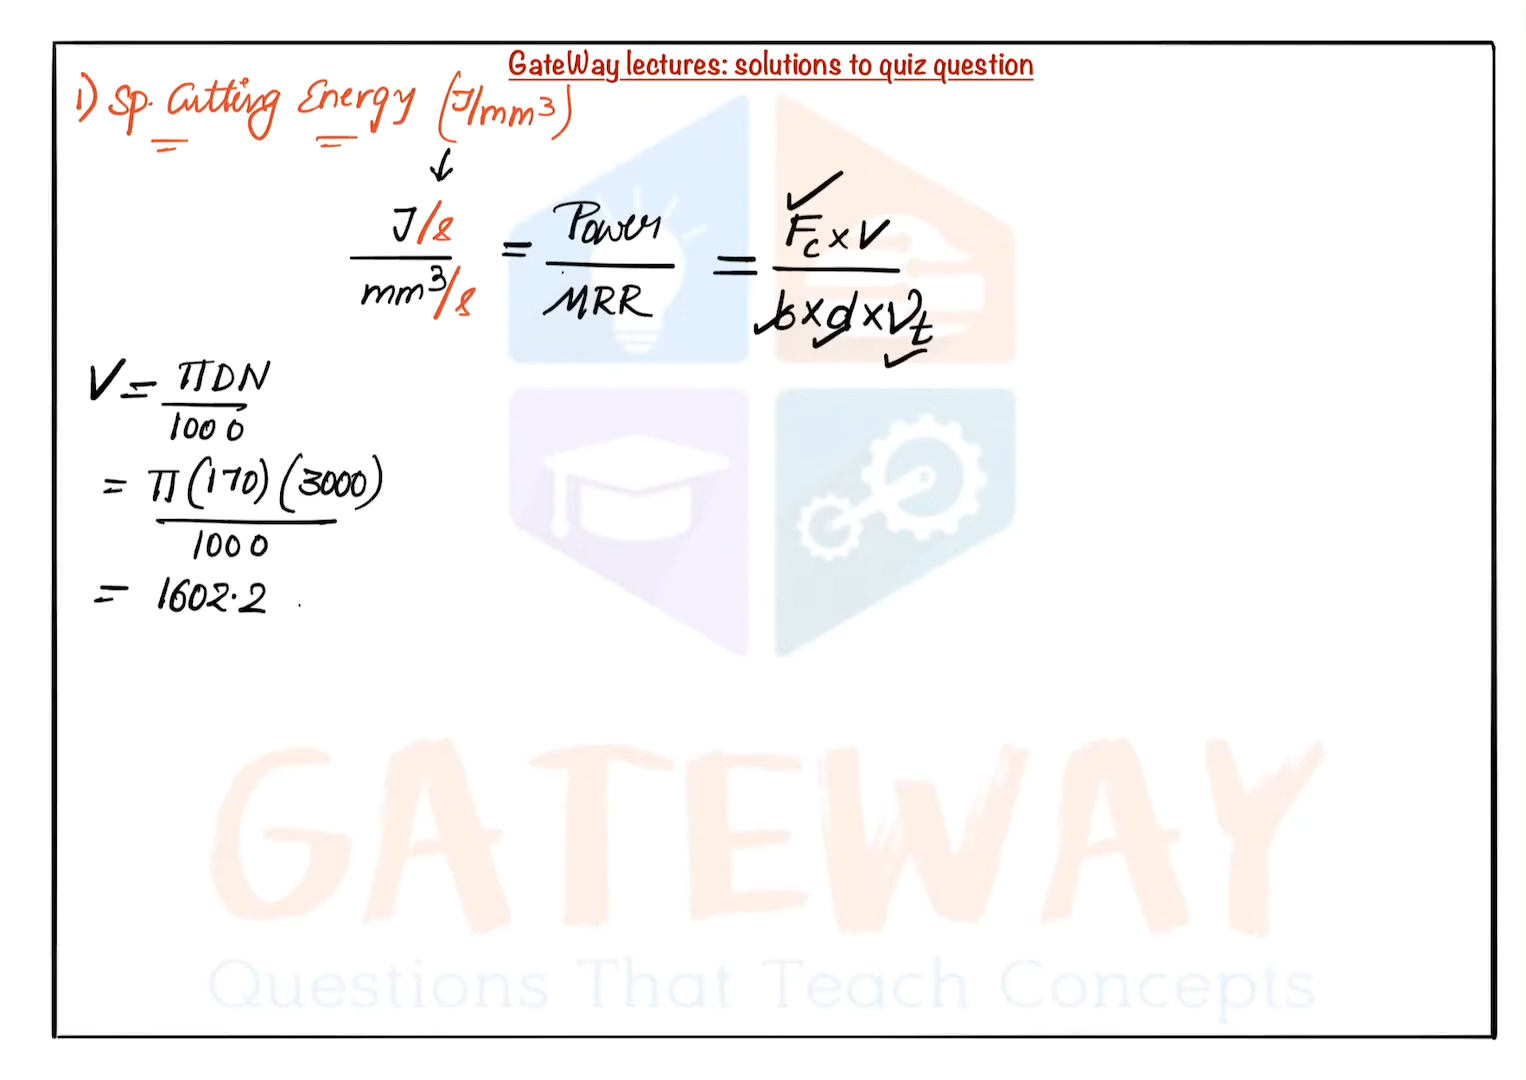 GateWay lectures: solutions to quiz question
1) Sp. Cutting Energy (J/mm³)
↓
J/s / mm³/s = Power / MRR = Fc × V / b × d × Vt
V = πDN / 1000
= π(170)(3000) / 1000
= 1602.2
GATEWAY
Questions That Teach Concepts